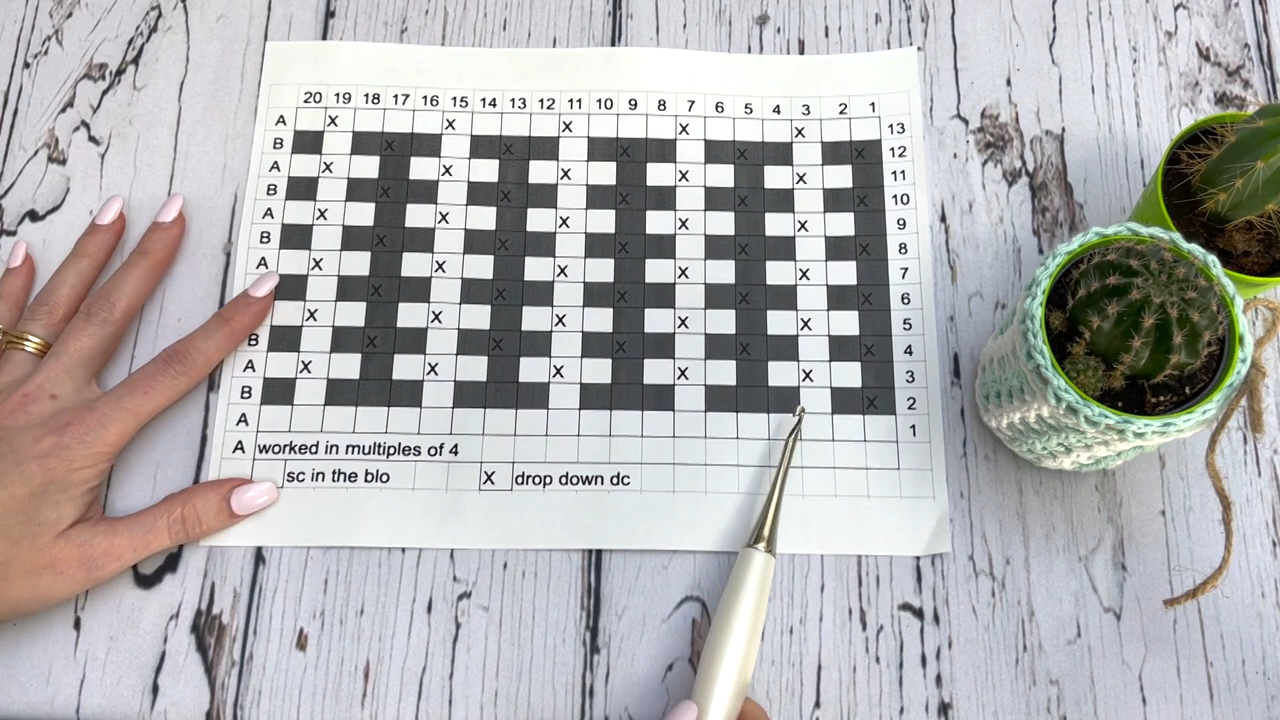 20 19 18 17 16 15 14 13 12 11 10 9 8 7 6 5 4 3 2 1
A X X X X X 13
B X X X X X 12
A X X X X X 11
B X X X X X 10
A X X X X X 9
B X X X X X 8
A X X X X X 7
X X X X X 6
X X X X X 5
B X X X X X 4
A X X X X X 3
B X 2
A 1
A worked in multiples of 4
sc in the blo X drop down dc